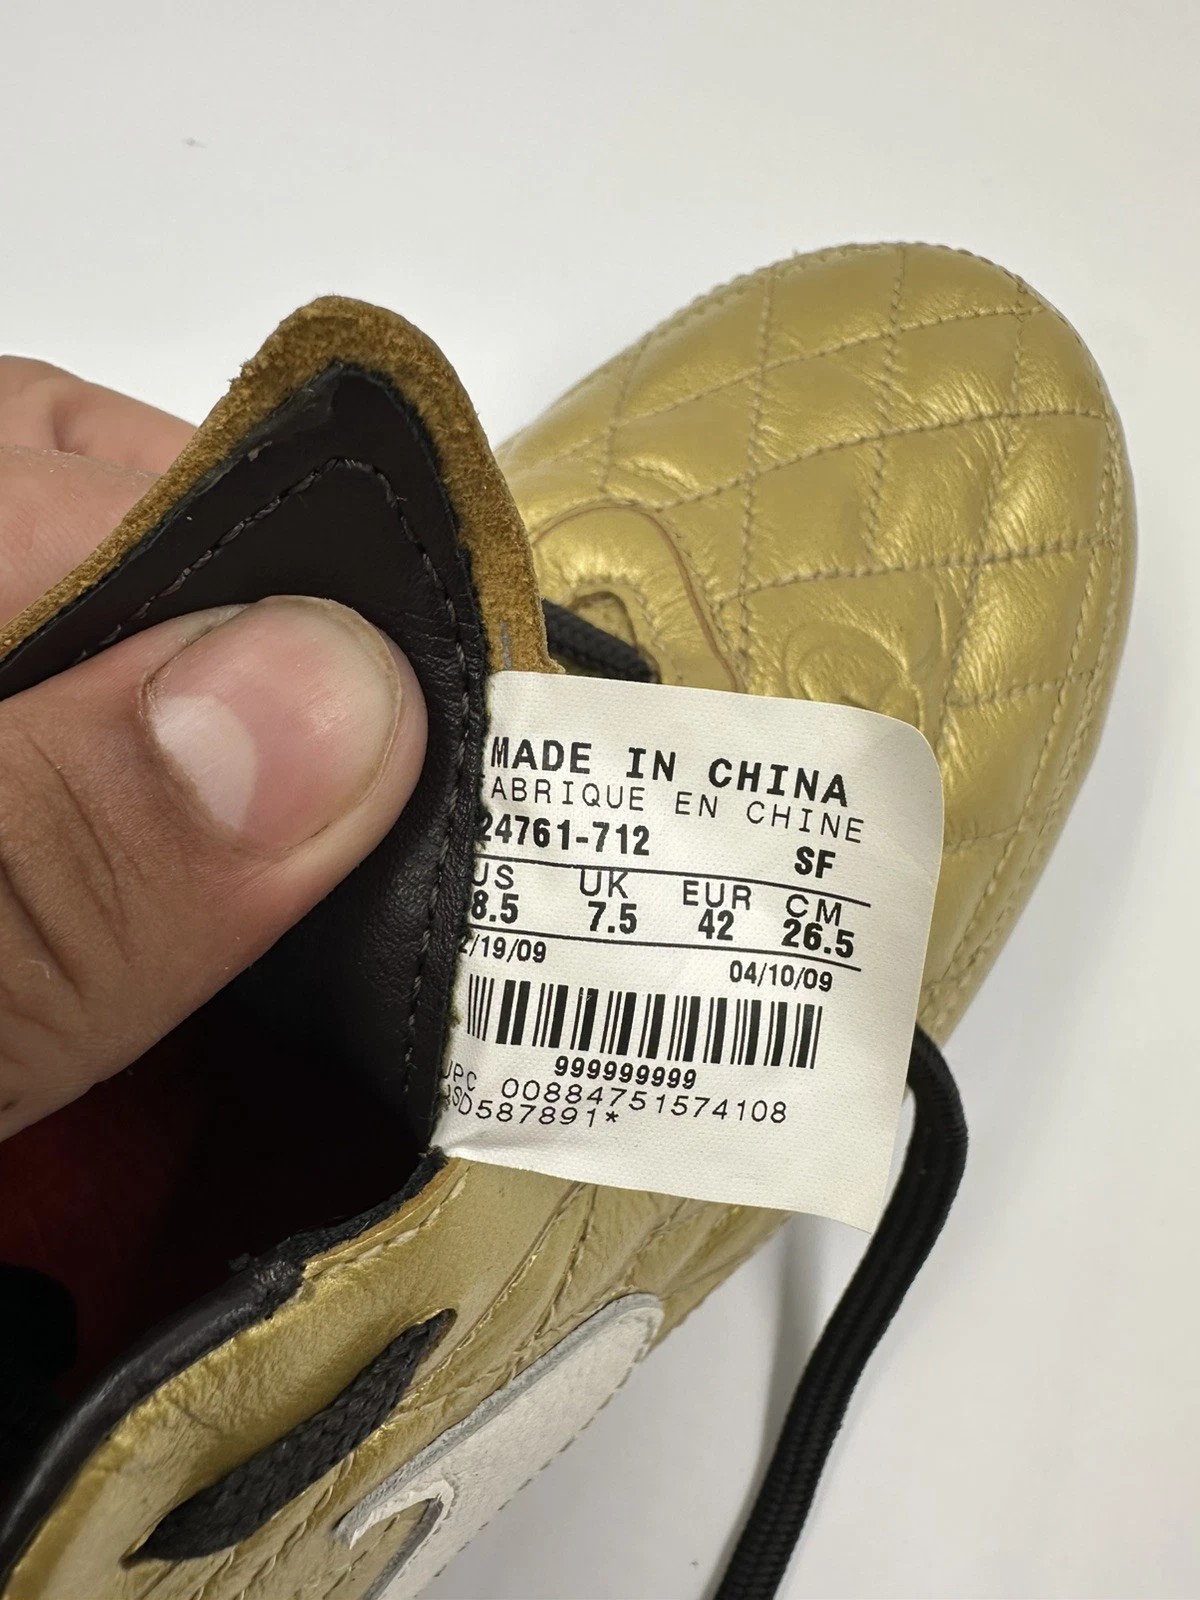 MADE IN CHINA
FABRIQUE EN CHINE
24761-712 SF
US UK EUR CM
8.5 7.5 42 26.5
2/19/09 04/10/09
999999999
UPC 00884751574108
SD587891*